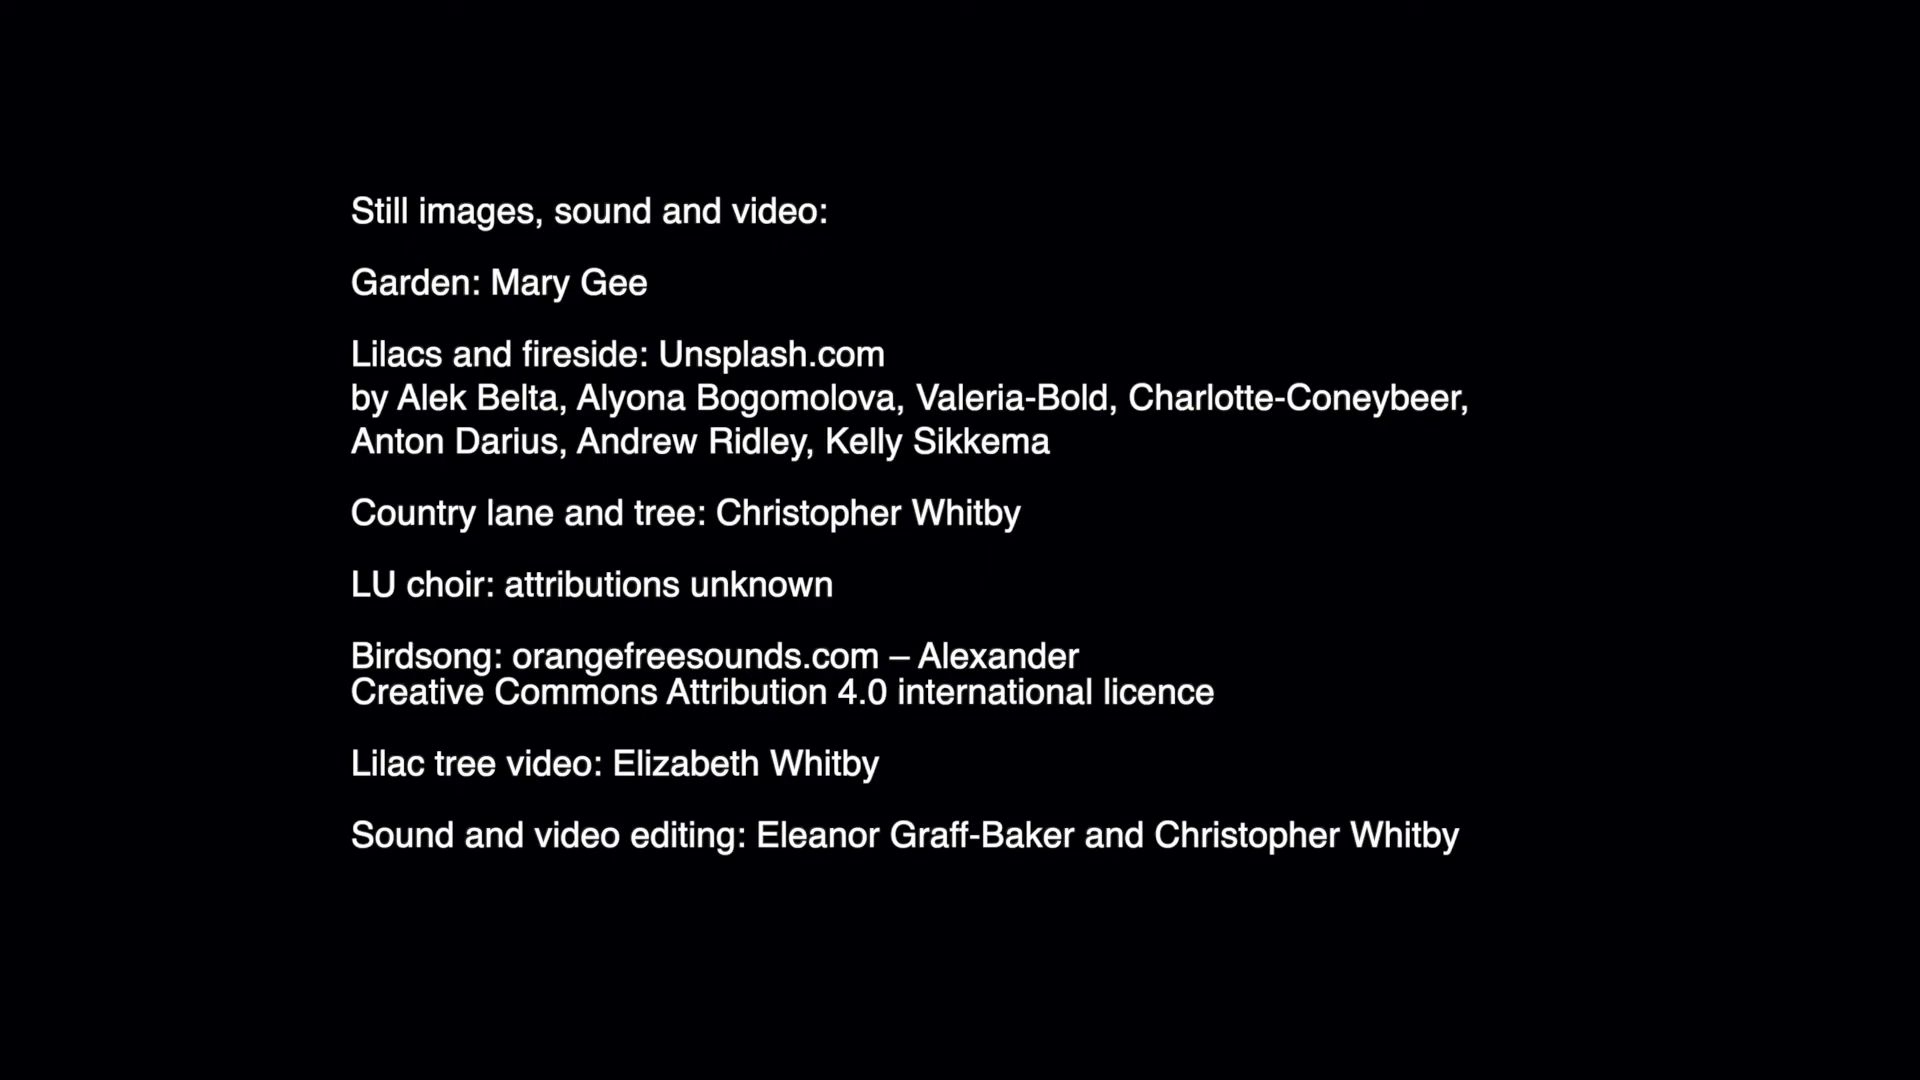 Still images, sound and video:
Garden: Mary Gee
Lilacs and fireside: Unsplash.com
by Alek Belta, Alyona Bogomolova, Valeria-Bold, Charlotte-Coneybeer,
Anton Darius, Andrew Ridley, Kelly Sikkema
Country lane and tree: Christopher Whitby
LU choir: attributions unknown
Birdsong: orangefreesounds.com – Alexander
Creative Commons Attribution 4.0 international licence
Lilac tree video: Elizabeth Whitby
Sound and video editing: Eleanor Graff-Baker and Christopher Whitby